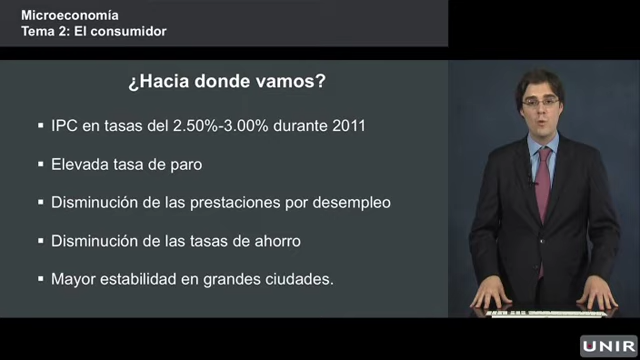 Microeconomía
Tema 2: El consumidor
¿Hacia donde vamos?
IPC en tasas del 2.50%-3.00% durante 2011
Elevada tasa de paro
Disminución de las prestaciones por desempleo
Disminución de las tasas de ahorro
Mayor estabilidad en grandes ciudades.
UNIR